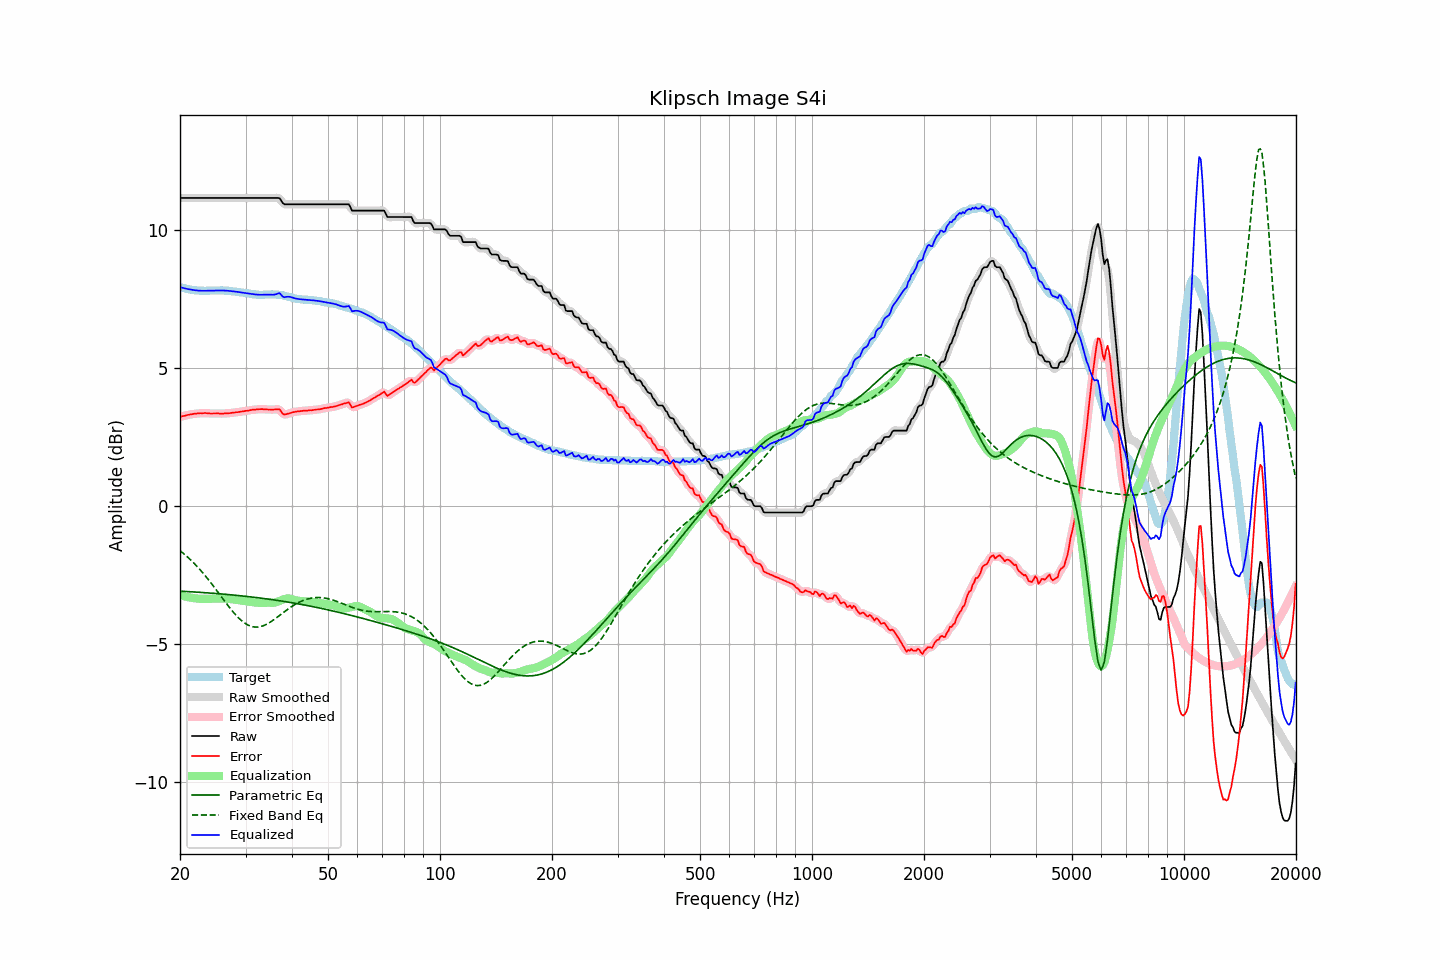 Klipsch Image S4i
Amplitude (dBr)
10
5
0
−5
−10
Target
Raw Smoothed
Error Smoothed
Raw
Error
Equalization
Parametric Eq
Fixed Band Eq
Equalized
20 50 100 200 500 1000 2000 5000 10000 20000
Frequency (Hz)